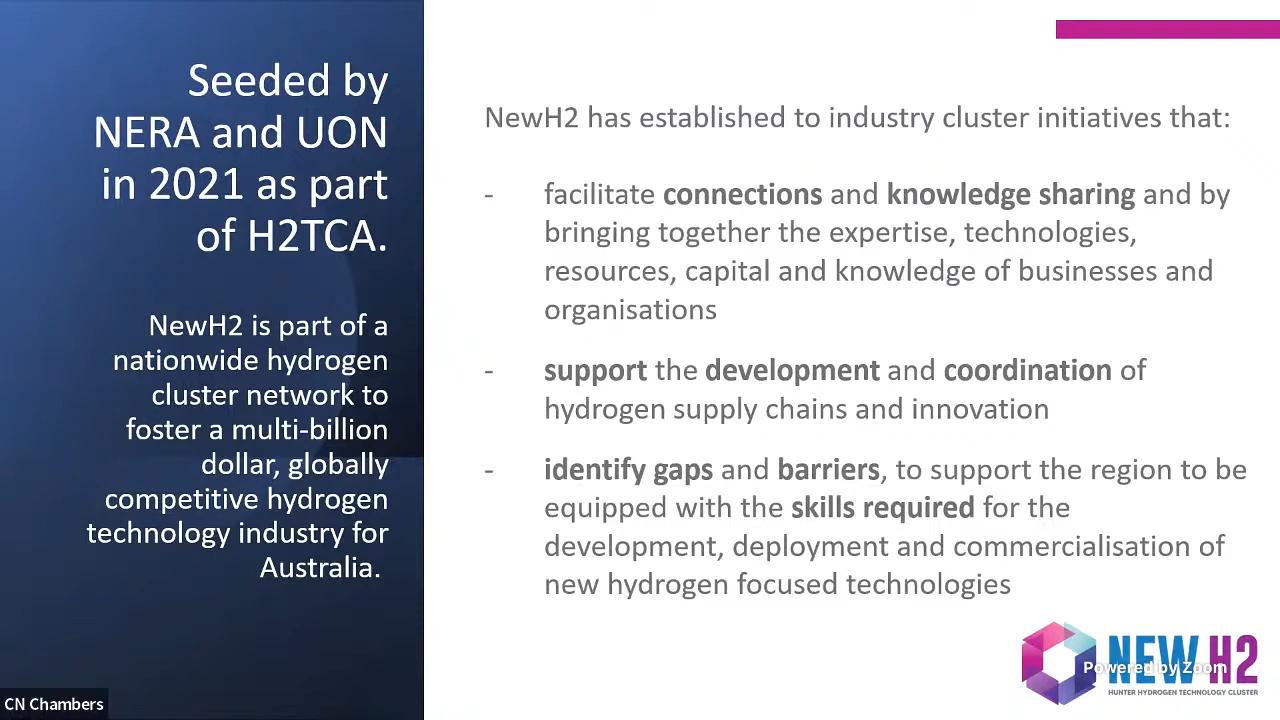 Seeded by
NERA and UON
in 2021 as part
of H2TCA.
NewH2 is part of a
nationwide hydrogen
cluster network to
foster a multi-billion
dollar, globally
competitive hydrogen
technology industry for
Australia.
NewH2 has established to industry cluster initiatives that:
- facilitate connections and knowledge sharing and by
bringing together the expertise, technologies,
resources, capital and knowledge of businesses and
organisations
- support the development and coordination of
hydrogen supply chains and innovation
- identify gaps and barriers, to support the region to be
equipped with the skills required for the
development, deployment and commercialisation of
new hydrogen focused technologies
NEW H2
Powered by Zoom
HUNTER HYDROGEN TECHNOLOGY CLUSTER
CN Chambers